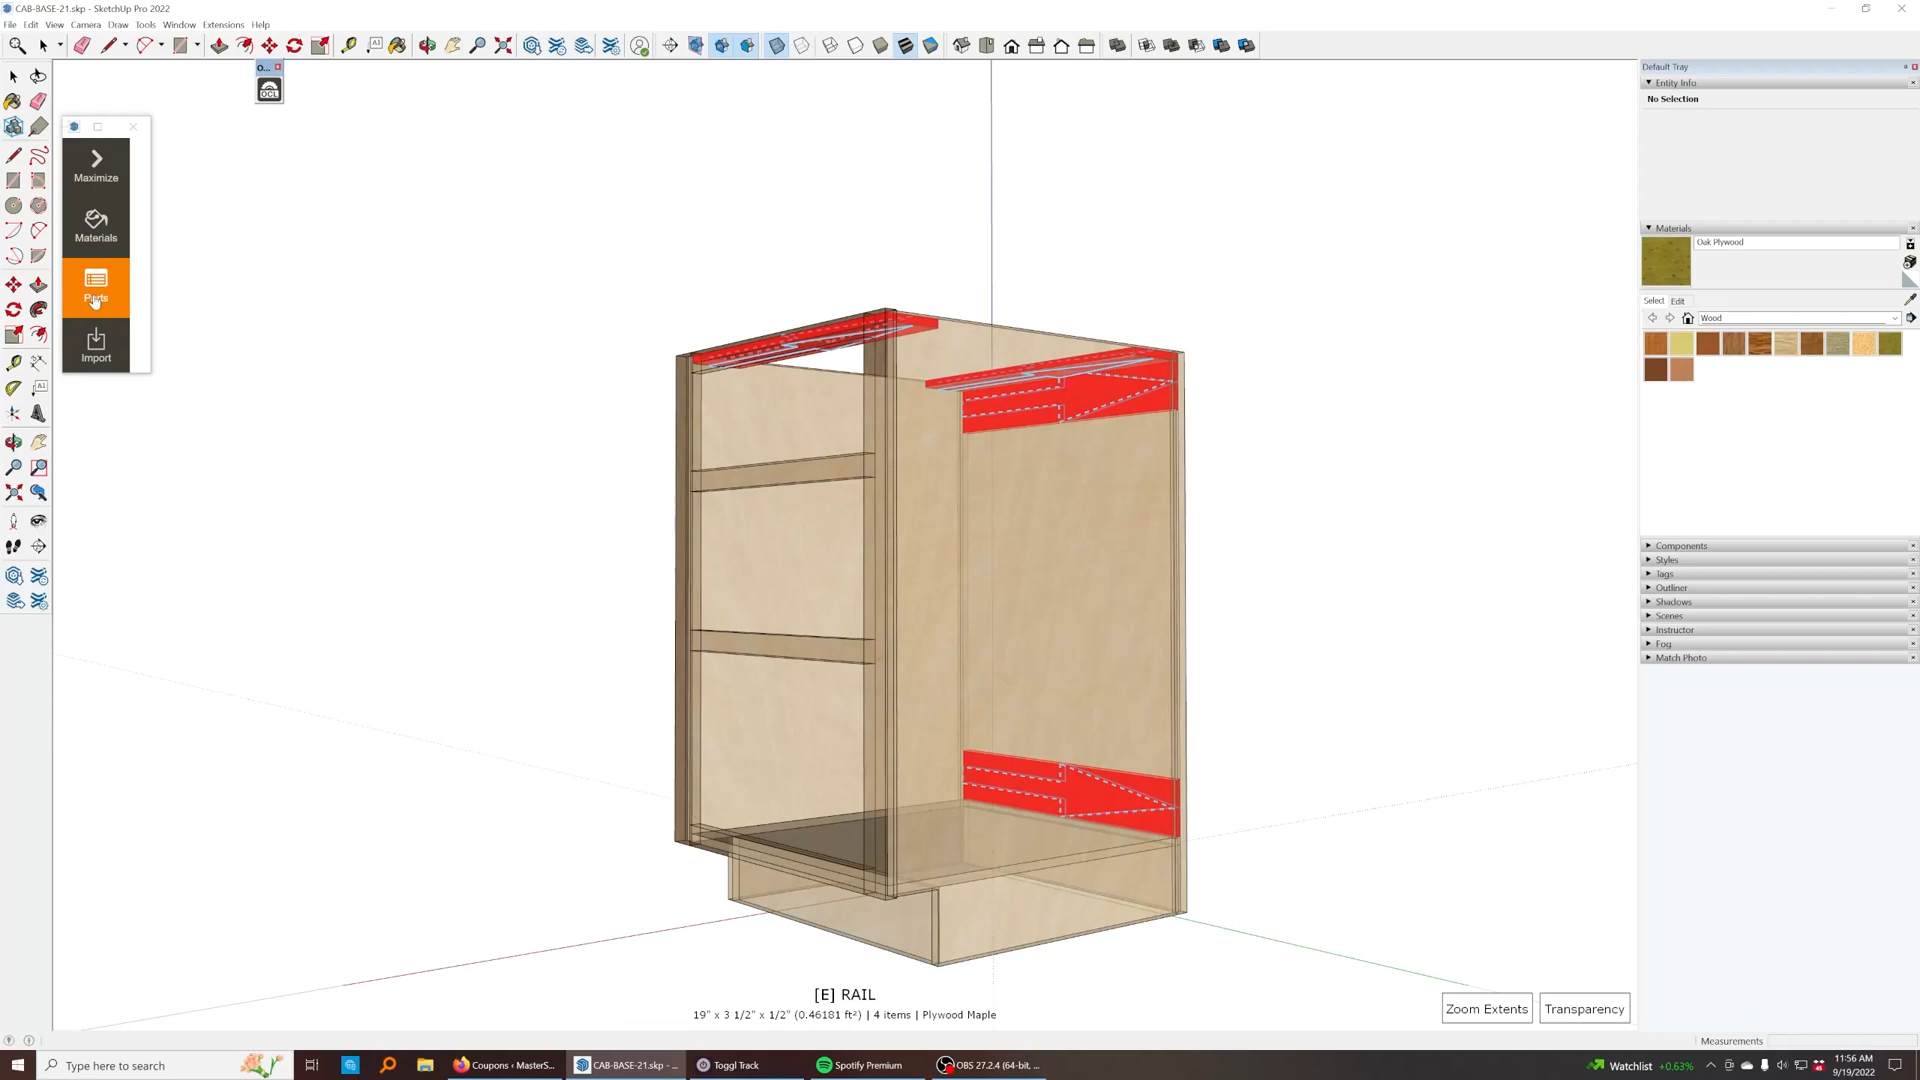 CAB-BASE-21.skp - SketchUp Pro 2022
File Edit View Camera Draw Tools Window Extensions Help
O...
OCL
Maximize
Materials
Parts
Import
Default Tray
Entity Info
No Selection
Materials
Oak Plywood
Select Edit
Wood
Components
Styles
Tags
Outliner
Shadows
Scenes
Instructor
Fog
Match Photo
[E] RAIL
19" x 3 1/2" x 1/2" (0.46181 ft²) | 4 items | Plywood Maple
Zoom Extents
Transparency
Measurements
Type here to search
Coupons ‹ MasterS...
CAB-BASE-21.skp - ...
Toggl Track
Spotify Premium
OBS 27.2.4 (64-bit, ...
Watchlist +0.63%
11:56 AM
9/19/2022